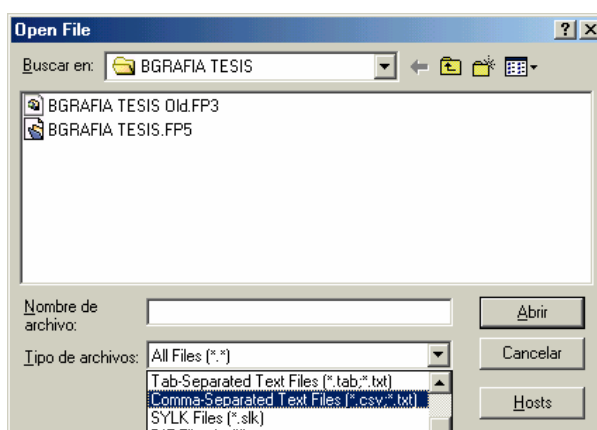 Open File
Buscar en: BGRAFIA TESIS
BGRAFIA TESIS Old.FP3
BGRAFIA TESIS.FP5
Nombre de archivo:
Abrir
Tipo de archivos: All Files (*.*)
Cancelar
Tab-Separated Text Files (*.tab;*.txt)
Comma-Separated Text Files (*.csv;*.txt)
Hosts
SYLK Files (*.slk)